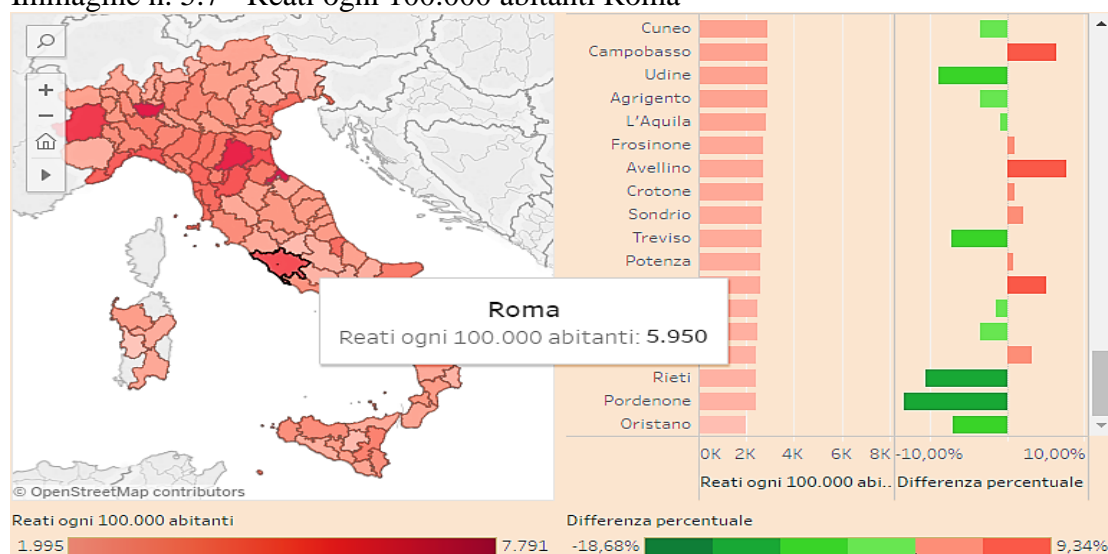 Immagine n. 3.7 - Reati ogni 100.000 abitanti Roma
Cuneo
Campobasso
Udine
Agrigento
L'Aquila
Frosinone
Avellino
Crotone
Sondrio
Treviso
Potenza
Roma
Reati ogni 100.000 abitanti: 5.950
Rieti
Pordenone
Oristano
0K 2K 4K 6K 8K -10,00% 10,00%
Reati ogni 100.000 abi.. Differenza percentuale
© OpenStreetMap contributors
Reati ogni 100.000 abitanti
1.995 7.791
Differenza percentuale
-18,68% 9,34%